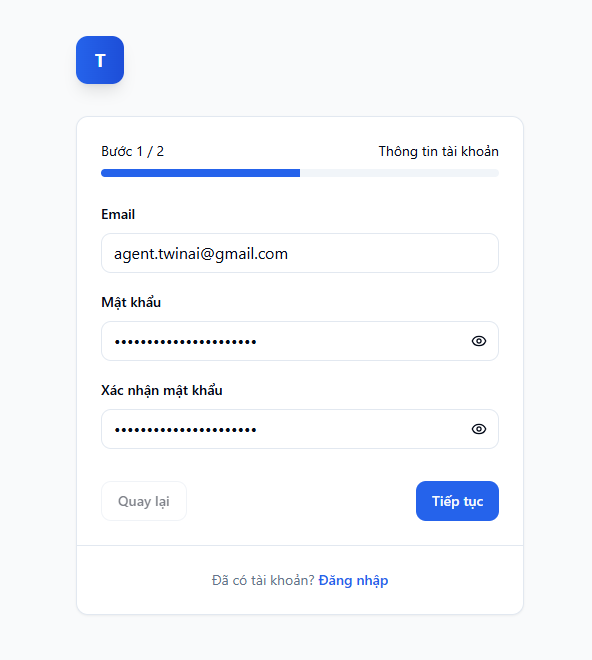 T
Bước 1 / 2 Thông tin tài khoản
Email
agent.twinai@gmail.com
Mật khẩu
••••••••••••••••••••••
Xác nhận mật khẩu
••••••••••••••••••••••
Quay lại Tiếp tục
Đã có tài khoản? Đăng nhập